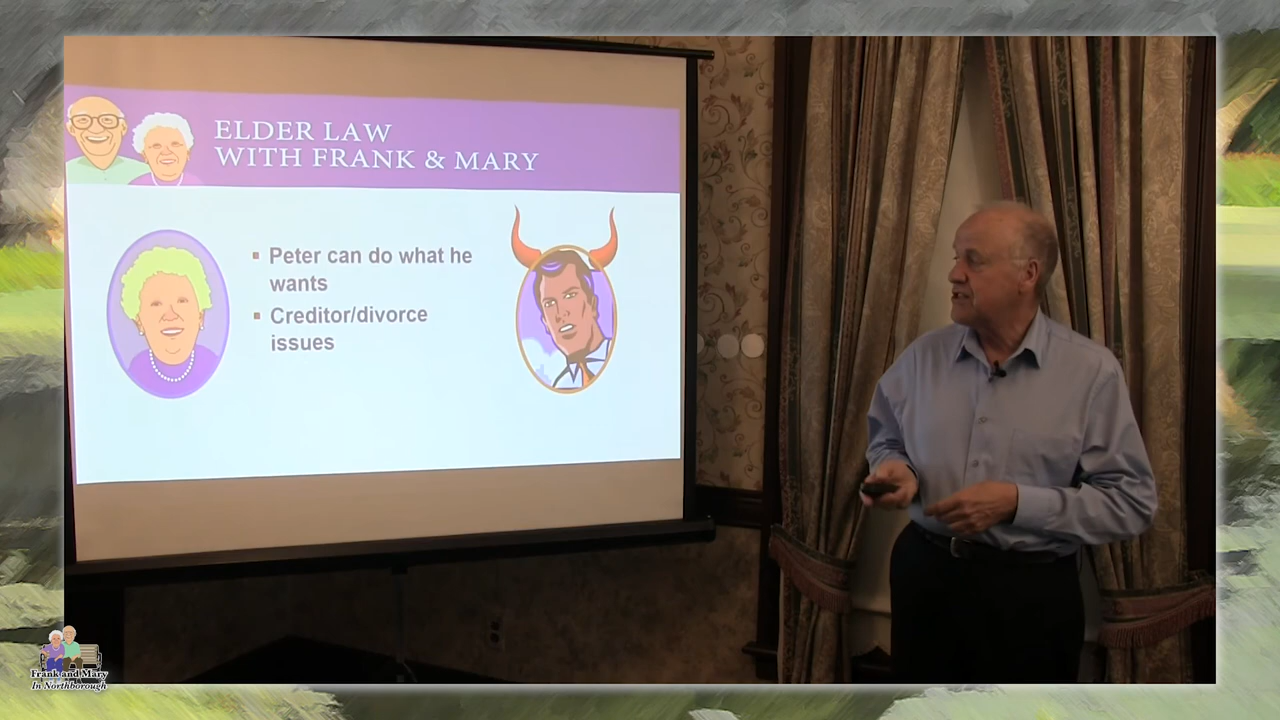 ELDER LAW
WITH FRANK & MARY
Peter can do what he
wants
Creditor/divorce
issues
Frank and Mary
In Northborough